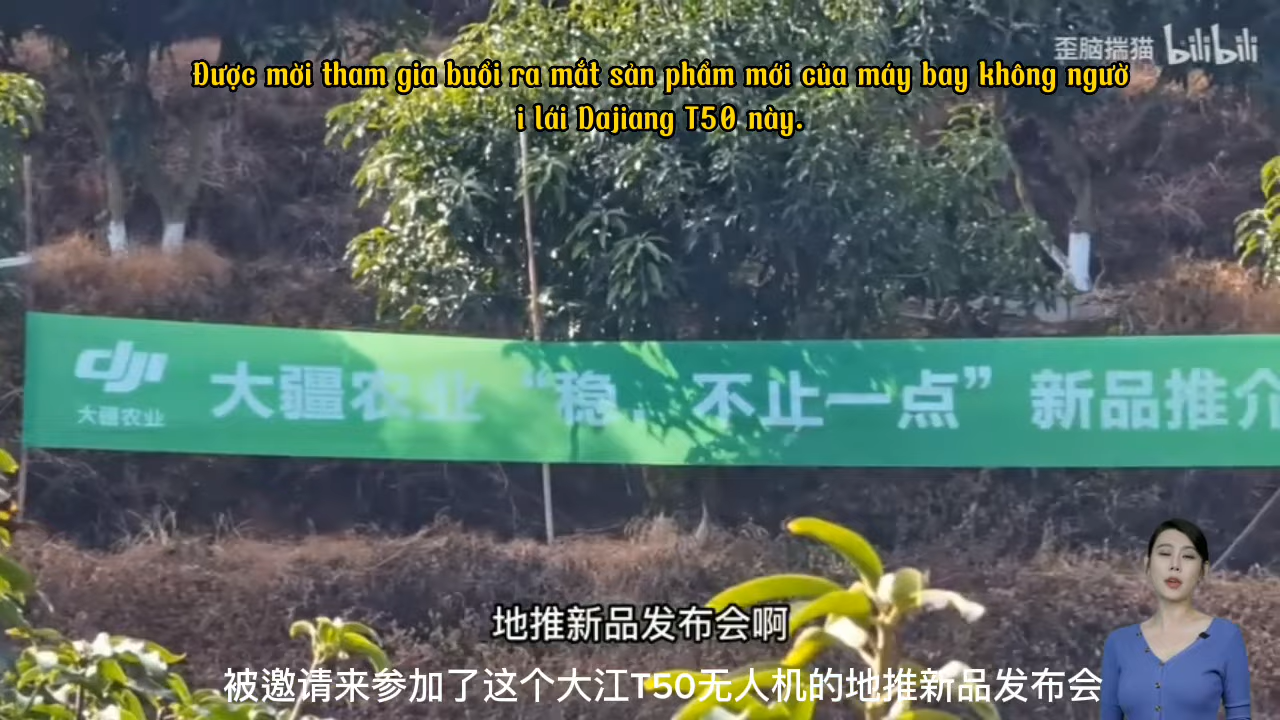 歪脑揣猫 bilibili
Được mời tham gia buổi ra mắt sản phẩm mới của máy bay không ngườ
i lái Dajiang T50 này.
dji
大疆农业
大疆农业“稳，不止一点”新品推介
地推新品发布会啊
被邀请来参加了这个大江T50无人机的地推新品发布会